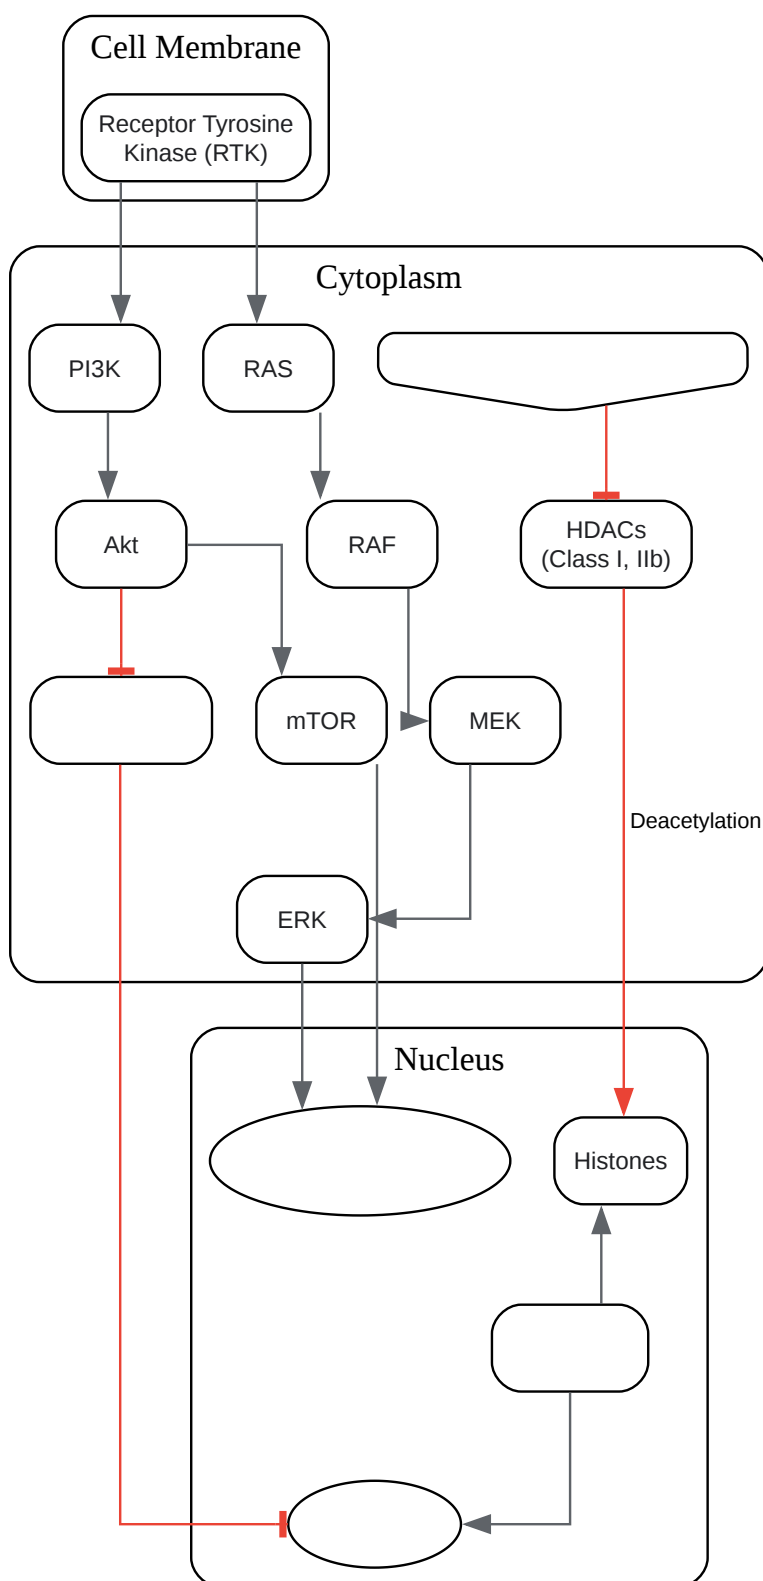 Cell Membrane
Receptor Tyrosine
Kinase (RTK)
Cytoplasm
PI3K
RAS
Akt
RAF
HDACs
(Class I, IIb)
mTOR
MEK
Deacetylation
ERK
Nucleus
Histones